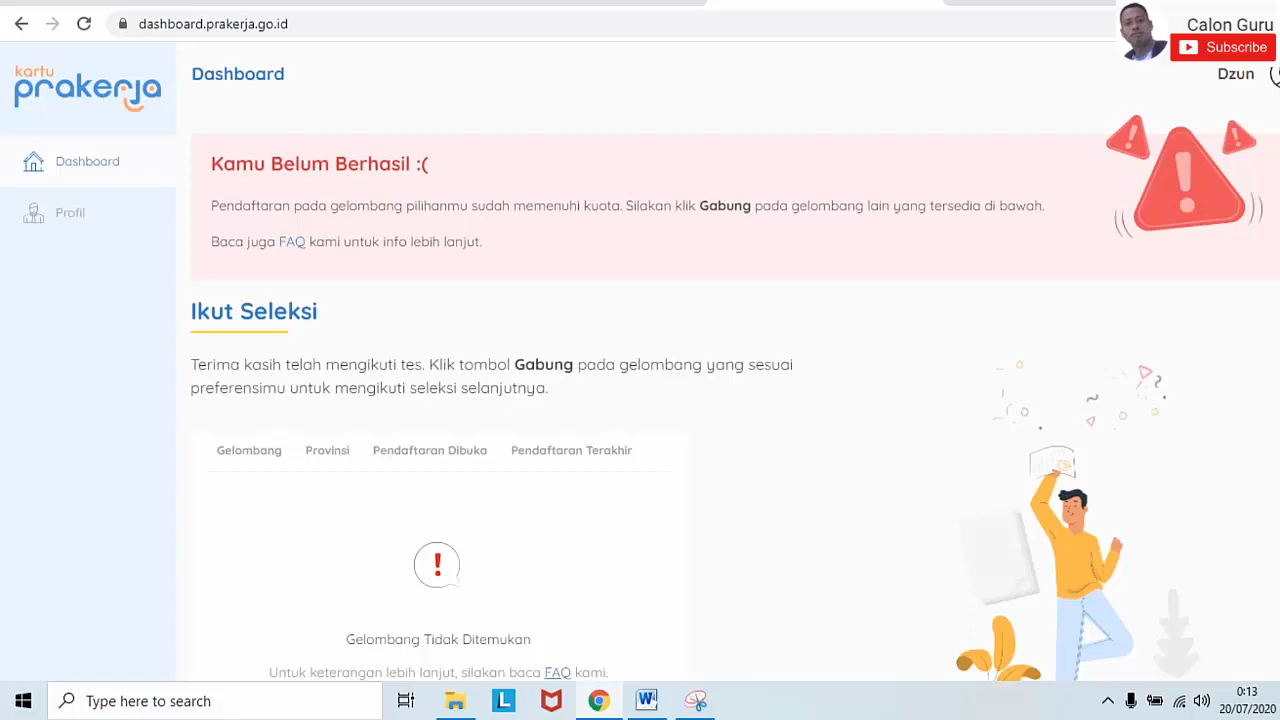 dashboard.prakerja.go.id
Calon Guru
Subscribe
kartu
prakerja
Dashboard
Dzun
Dashboard
Profil
Kamu Belum Berhasil :(
Pendaftaran pada gelombang pilihanmu sudah memenuhi kuota. Silakan klik Gabung pada gelombang lain yang tersedia di bawah.
Baca juga FAQ kami untuk info lebih lanjut.
Ikut Seleksi
Terima kasih telah mengikuti tes. Klik tombol Gabung pada gelombang yang sesuai
preferensimu untuk mengikuti seleksi selanjutnya.
Gelombang Provinsi Pendaftaran Dibuka Pendaftaran Terakhir
!
Gelombang Tidak Ditemukan
Untuk keterangan lebih lanjut, silakan baca FAQ kami.
Type here to search
0:13
20/07/2020